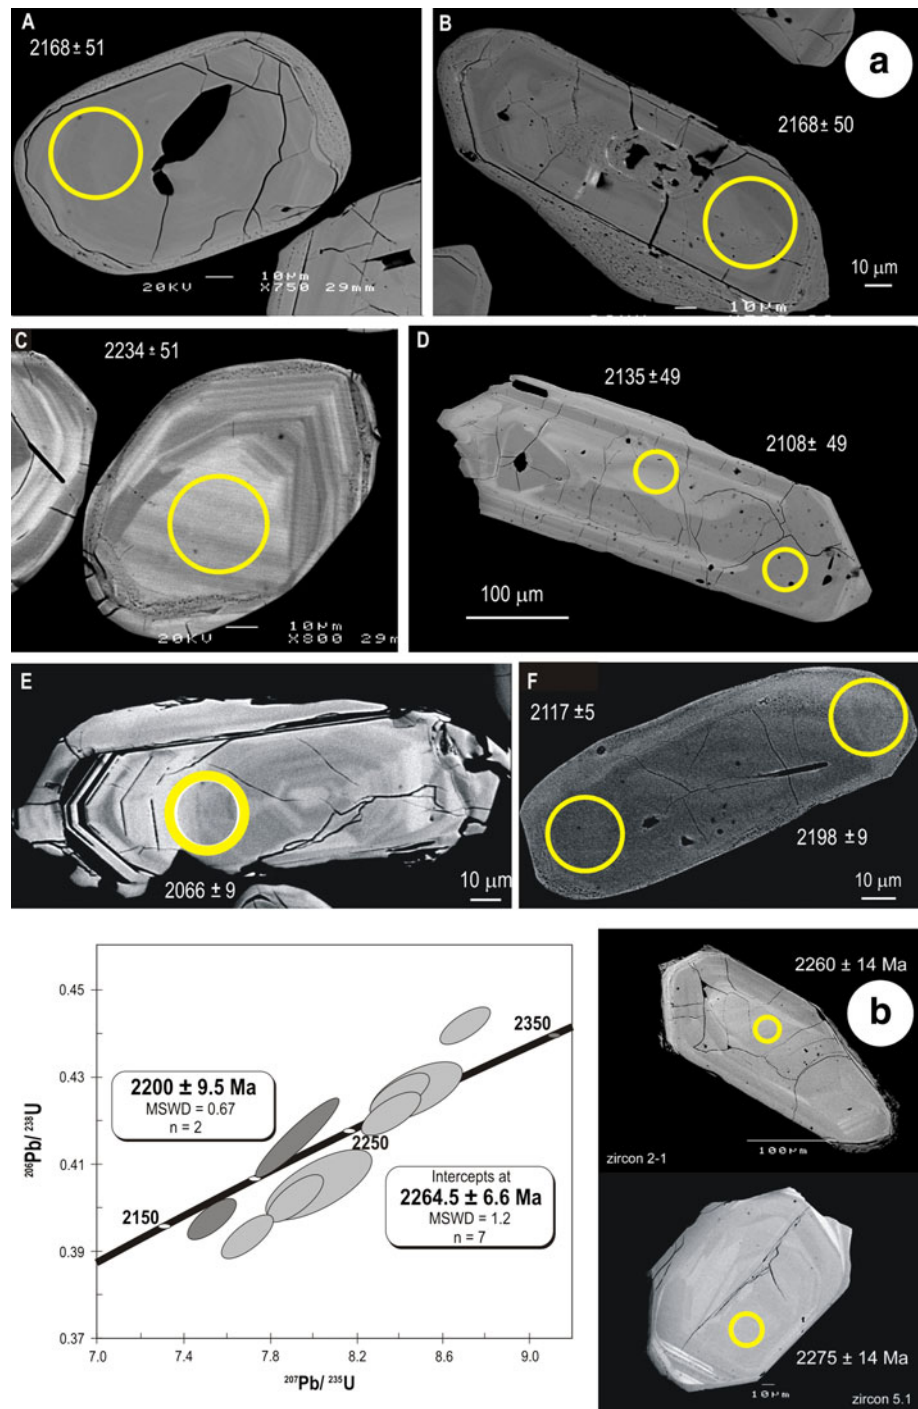 A
2168 ± 51
20KV
10µm
X750 29mm
B
a
2168 ± 50
10µm
10 µm
C
2234 ± 51
20KV
10µm
X800 29m
D
2135 ± 49
2108 ± 49
100 µm
E
2066 ± 9
10 µm
F
2117 ±5
2198 ±9
10 µm
0.45
0.43
0.41
0.39
0.37
7.0
7.4
7.8
8.2
8.6
9.0
206Pb/ 238U
207Pb/ 235U
2350
2250
2150
2200 ± 9.5 Ma
MSWD = 0.67
n = 2
Intercepts at
2264.5 ± 6.6 Ma
MSWD = 1.2
n = 7
2260 ± 14 Ma
b
100µm
zircon 2-1
2275 ± 14 Ma
10µm
zircon 5.1